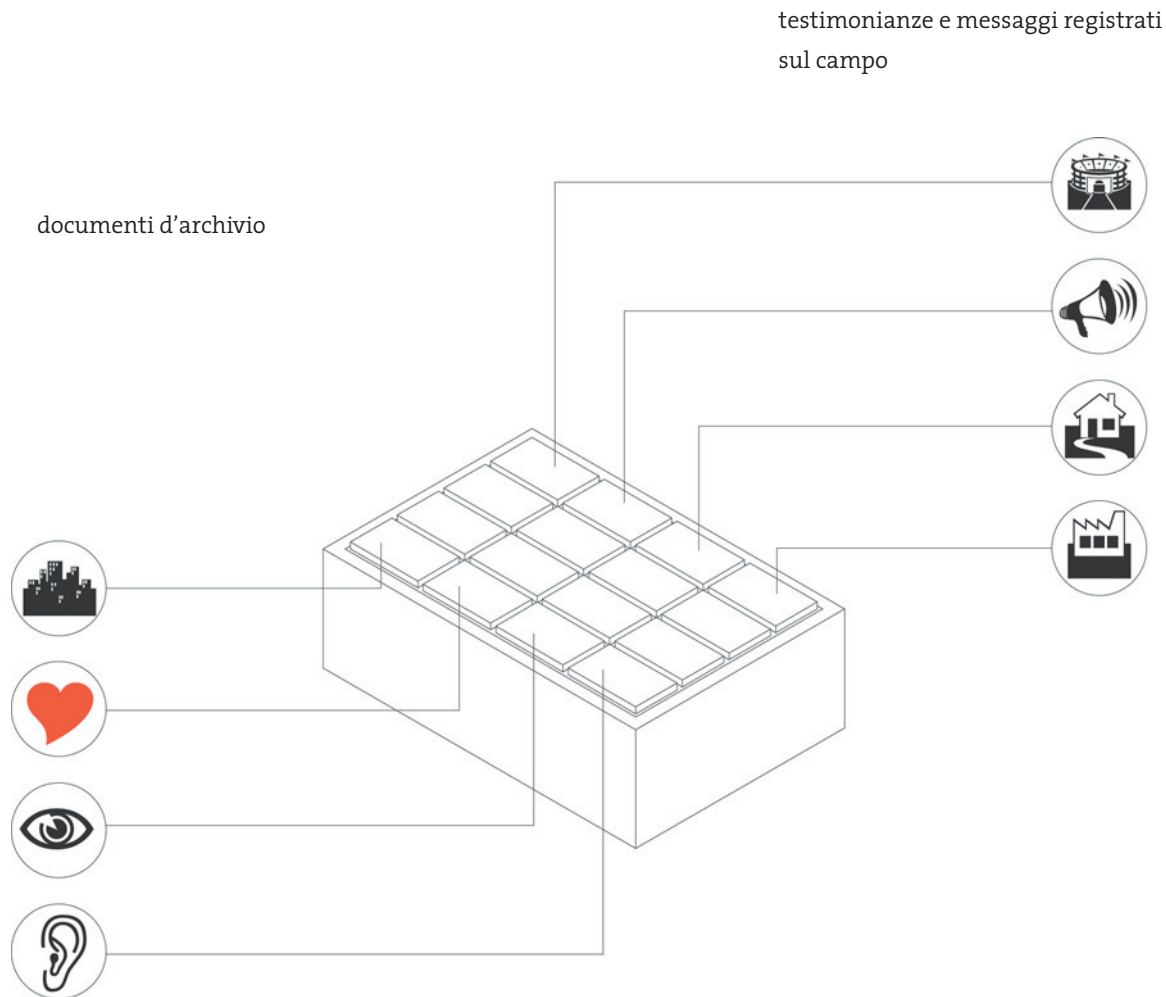 testimonianze e messaggi registrati
sul campo
documenti d’archivio